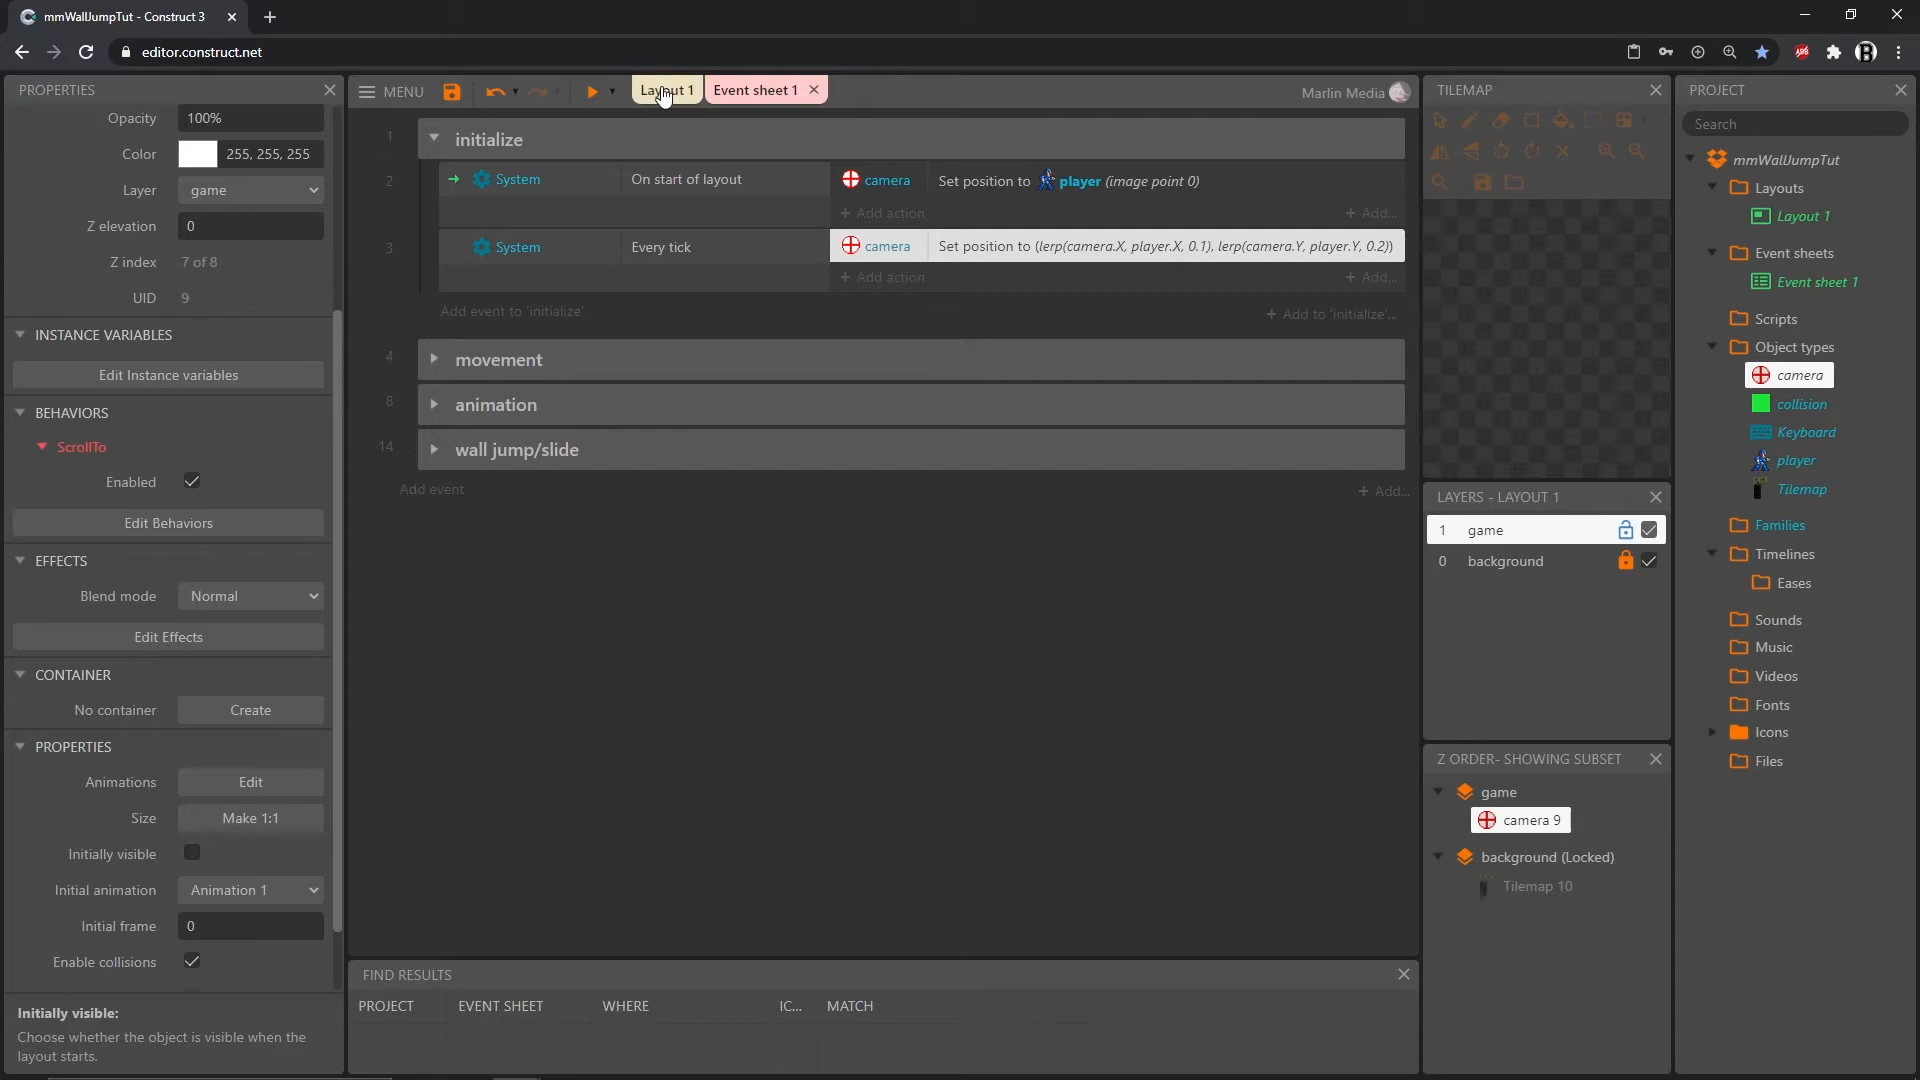 mmWallJumpTut - Construct 3
editor.construct.net
PROPERTIES
Opacity 100%
Color 255, 255, 255
Layer game
Z elevation 0
Z index 7 of 8
UID 9
INSTANCE VARIABLES
Edit Instance variables
BEHAVIORS
ScrollTo
Enabled
Edit Behaviors
EFFECTS
Blend mode Normal
Edit Effects
CONTAINER
No container Create
PROPERTIES
Animations Edit
Size Make 1:1
Initially visible
Initial animation Animation 1
Initial frame 0
Enable collisions
Initially visible:
Choose whether the object is visible when the
layout starts.
MENU Layout 1 Event sheet 1 Marlin Media
1 initialize
2 System On start of layout camera Set position to player (image point 0)
+ Add action + Add...
3 System Every tick camera Set position to (lerp(camera.X, player.X, 0.1), lerp(camera.Y, player.Y, 0.2))
+ Add action + Add...
Add event to 'initialize' + Add to 'initialize'...
4 movement
8 animation
14 wall jump/slide
Add event + Add...
FIND RESULTS
PROJECT EVENT SHEET WHERE IC... MATCH
TILEMAP
LAYERS - LAYOUT 1
1 game
0 background
Z ORDER- SHOWING SUBSET
game
camera 9
background (Locked)
Tilemap 10
PROJECT
Search
mmWallJumpTut
Layouts
Layout 1
Event sheets
Event sheet 1
Scripts
Object types
camera
collision
Keyboard
player
Tilemap
Families
Timelines
Eases
Sounds
Music
Videos
Fonts
Icons
Files